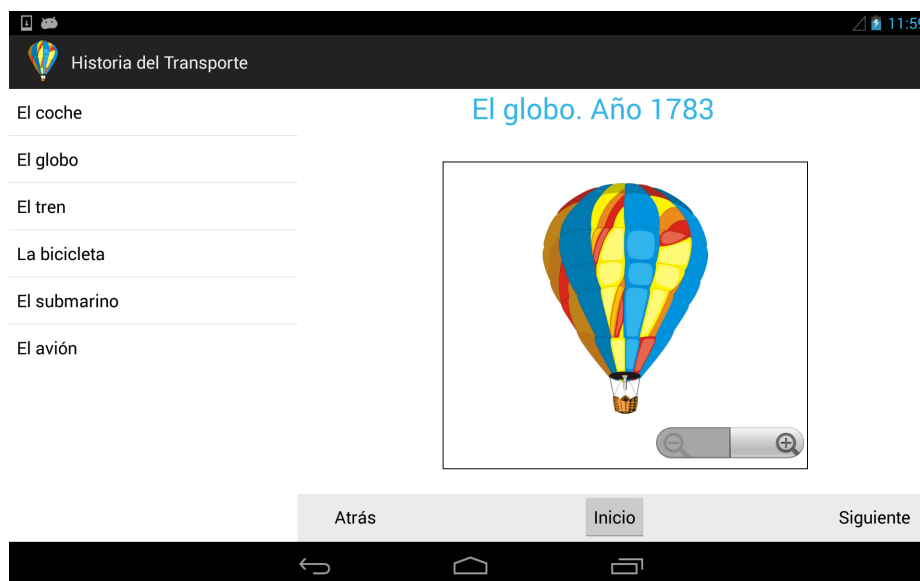 11:59
Historia del Transporte
El coche
El globo
El tren
La bicicleta
El submarino
El avión
El globo. Año 1783
Atrás
Inicio
Siguiente